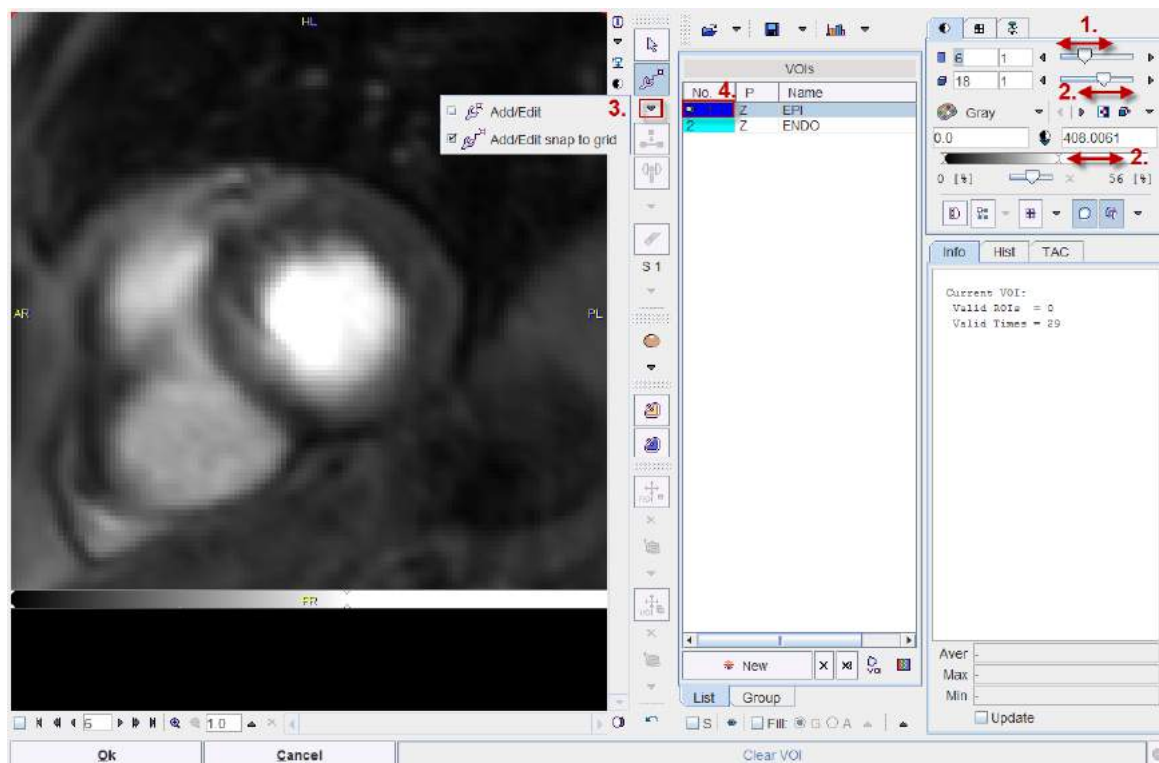 HL
AR
PL
FR
3.
Add/Edit
Add/Edit snap to grid
S 1
VOIs
No. 4. P Name
Z EPI
2 Z ENDO
New
List Group
S Fill: G A
1.
6 1
18 1
2.
Gray
0.0 408.0061
2.
0 [%] 56 [%]
Info Hist TAC
Current VOI:
Valid ROIs = 0
Valid Times = 29
Aver -
Max -
Min -
Update
1.0
Ok Cancel Clear VOI